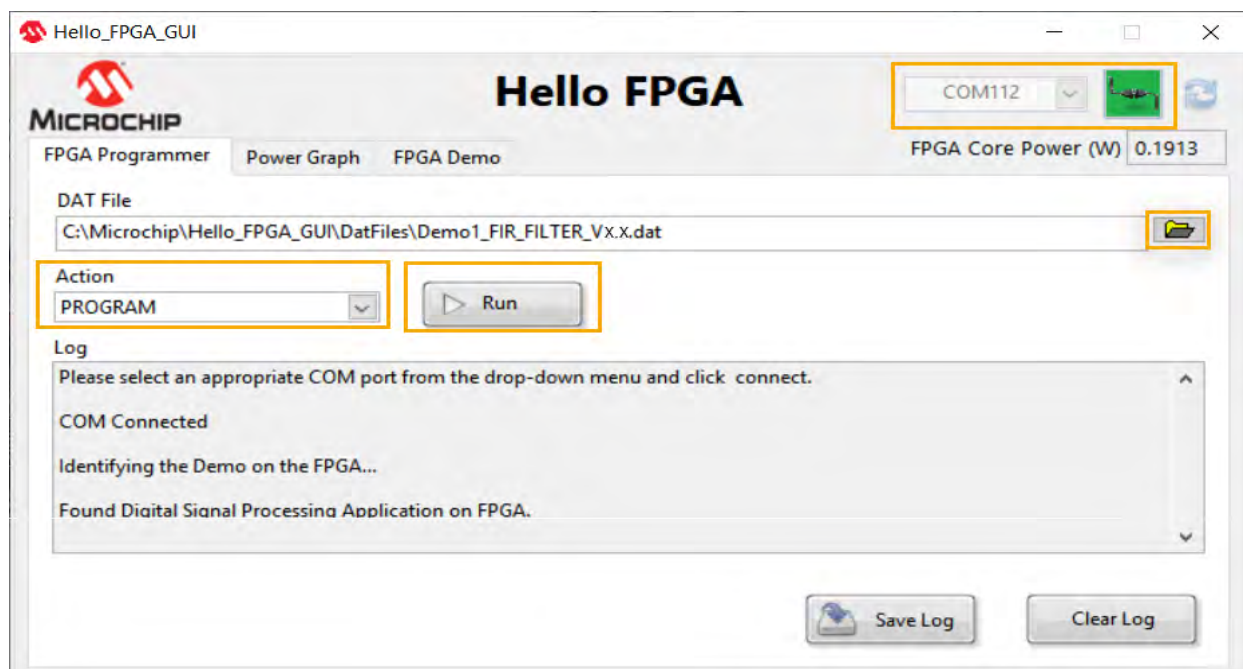 Hello_FPGA_GUI
MICROCHIP
Hello FPGA
COM112
FPGA Programmer
Power Graph
FPGA Demo
FPGA Core Power (W) 0.1913
DAT File
C:\Microchip\Hello_FPGA_GUI\DatFiles\Demo1_FIR_FILTER_Vx.x.dat
Action
PROGRAM
Run
Log
Please select an appropriate COM port from the drop-down menu and click  connect.
COM Connected
Identifying the Demo on the FPGA...
Found Digital Signal Processing Application on FPGA.
Save Log
Clear Log